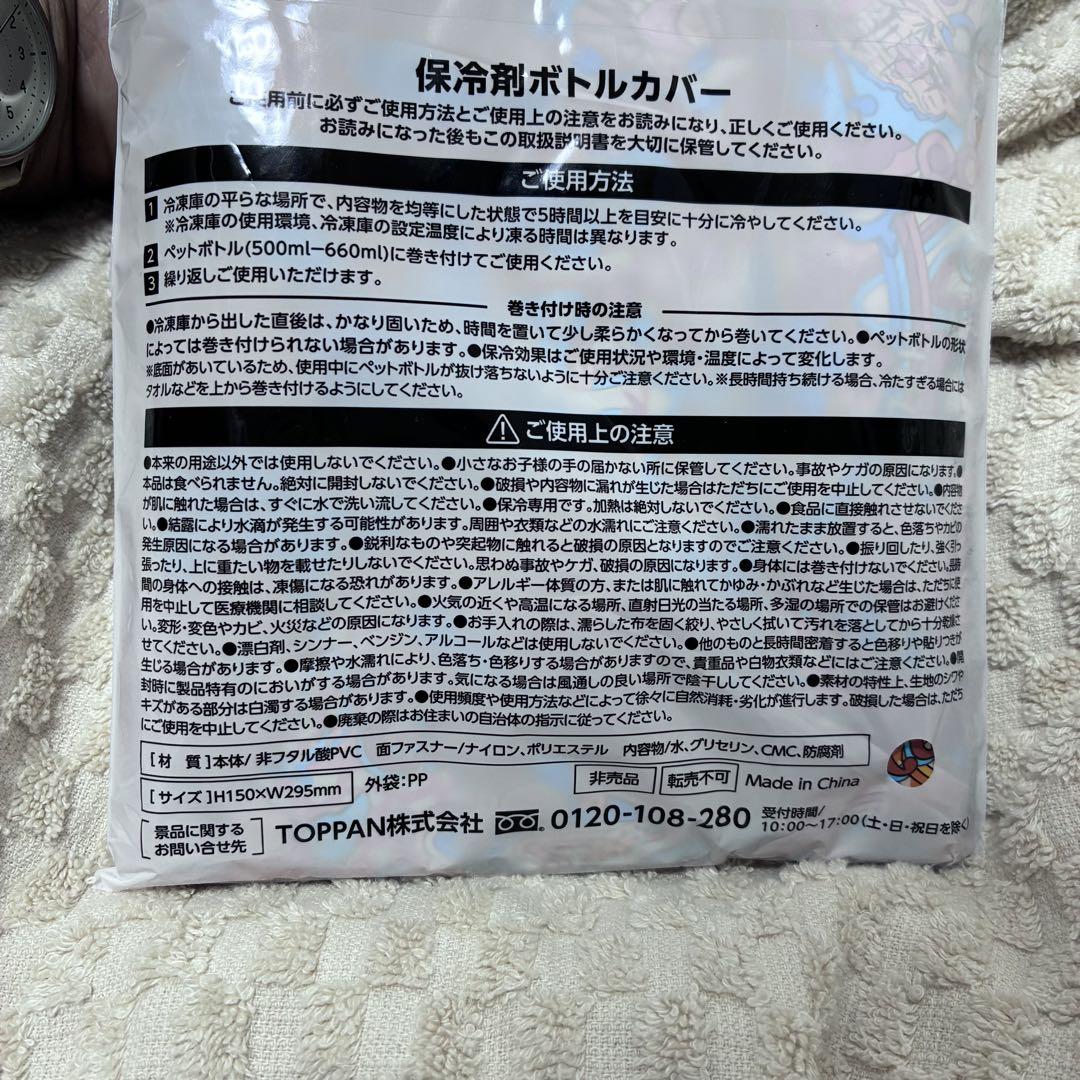 2
3
4
5
保冷剤ボトルカバー
ご使用前に必ずご使用方法とご使用上の注意をお読みになり、正しくご使用ください。
お読みになった後もこの取扱説明書を大切に保管してください。
ご使用方法
1 冷凍庫の平らな場所で、内容物を均等にした状態で5時間以上を目安に十分に冷やしてください。
※冷凍庫の使用環境、冷凍庫の設定温度により凍る時間は異なります。
2 ペットボトル(500ml−660ml)に巻き付けてご使用ください。
3 繰り返しご使用いただけます。
巻き付け時の注意
●冷凍庫から出した直後は、かなり固いため、時間を置いて少し柔らかくなってから巻いてください。●ペットボトルの形状
によっては巻き付けられない場合があります。●保冷効果はご使用状況や環境・温度によって変化します。
※底面があいているため、使用中にペットボトルが抜け落ちないように十分ご注意ください。※長時間持ち続ける場合、冷たすぎる場合には
タオルなどを上から巻き付けるようにしてください。
ご使用上の注意
●本来の用途以外では使用しないでください。●小さなお子様の手の届かない所に保管してください。事故やケガの原因になります。●
本品は食べられません。絶対に開封しないでください。●破損や内容物に漏れが生じた場合はただちにご使用を中止してください。●内容物
が肌に触れた場合は、すぐに水で洗い流してください。●保冷専用です。加熱は絶対しないでください。●食品に直接触れさせないでくださ
い。●結露により水滴が発生する可能性があります。周囲や衣類などの水濡れにご注意ください。●濡れたまま放置すると、色落ちやカビの
発生原因になる場合があります。●鋭利なものや突起物に触れると破損の原因となりますのでご注意ください。●振り回したり、強く引っ
張ったり、上に重たい物を載せたりしないでください。思わぬ事故やケガ、破損の原因になります。●身体には巻き付けないでください。長時
間の身体への接触は、凍傷になる恐れがあります。●アレルギー体質の方、または肌に触れてかゆみ・かぶれなど生じた場合は、ただちに使
用を中止して医療機関に相談してください。●火気の近くや高温になる場所、直射日光の当たる場所、多湿の場所での保管はお避けくださ
い。変形・変色やカビ、火災などの原因になります。●お手入れの際は、濡らした布を固く絞り、やさしく拭いて汚れを落としてから十分乾燥さ
せてください。●漂白剤、シンナー、ベンジン、アルコールなどは使用しないでください。●他のものと長時間密着すると色移りや貼りつきが
生じる場合があります。●摩擦や水濡れにより、色落ち・色移りする場合がありますので、貴重品や白物衣類などにはご注意ください。●開
封時に製品特有のにおいがする場合があります。気になる場合は風通しの良い場所で陰干ししてください。●素材の特性上、生地のシワや
キズがある部分は白濁する場合があります。●使用頻度や使用方法などによって徐々に自然消耗・劣化が進行します。破損した場合は、ただち
にご使用を中止してください。●廃棄の際はお住まいの自治体の指示に従ってください。
[材 質]本体/非フタル酸PVC 面ファスナー/ナイロン、ポリエステル 内容物/水、グリセリン、CMC、防腐剤
[サイズ]H150×W295mm 外袋:PP 非売品 転売不可 Made in China
景品に関する
お問い合せ先
TOPPAN株式会社 0120-108-280
受付時間/
10:00〜17:00(土・日・祝日を除く)